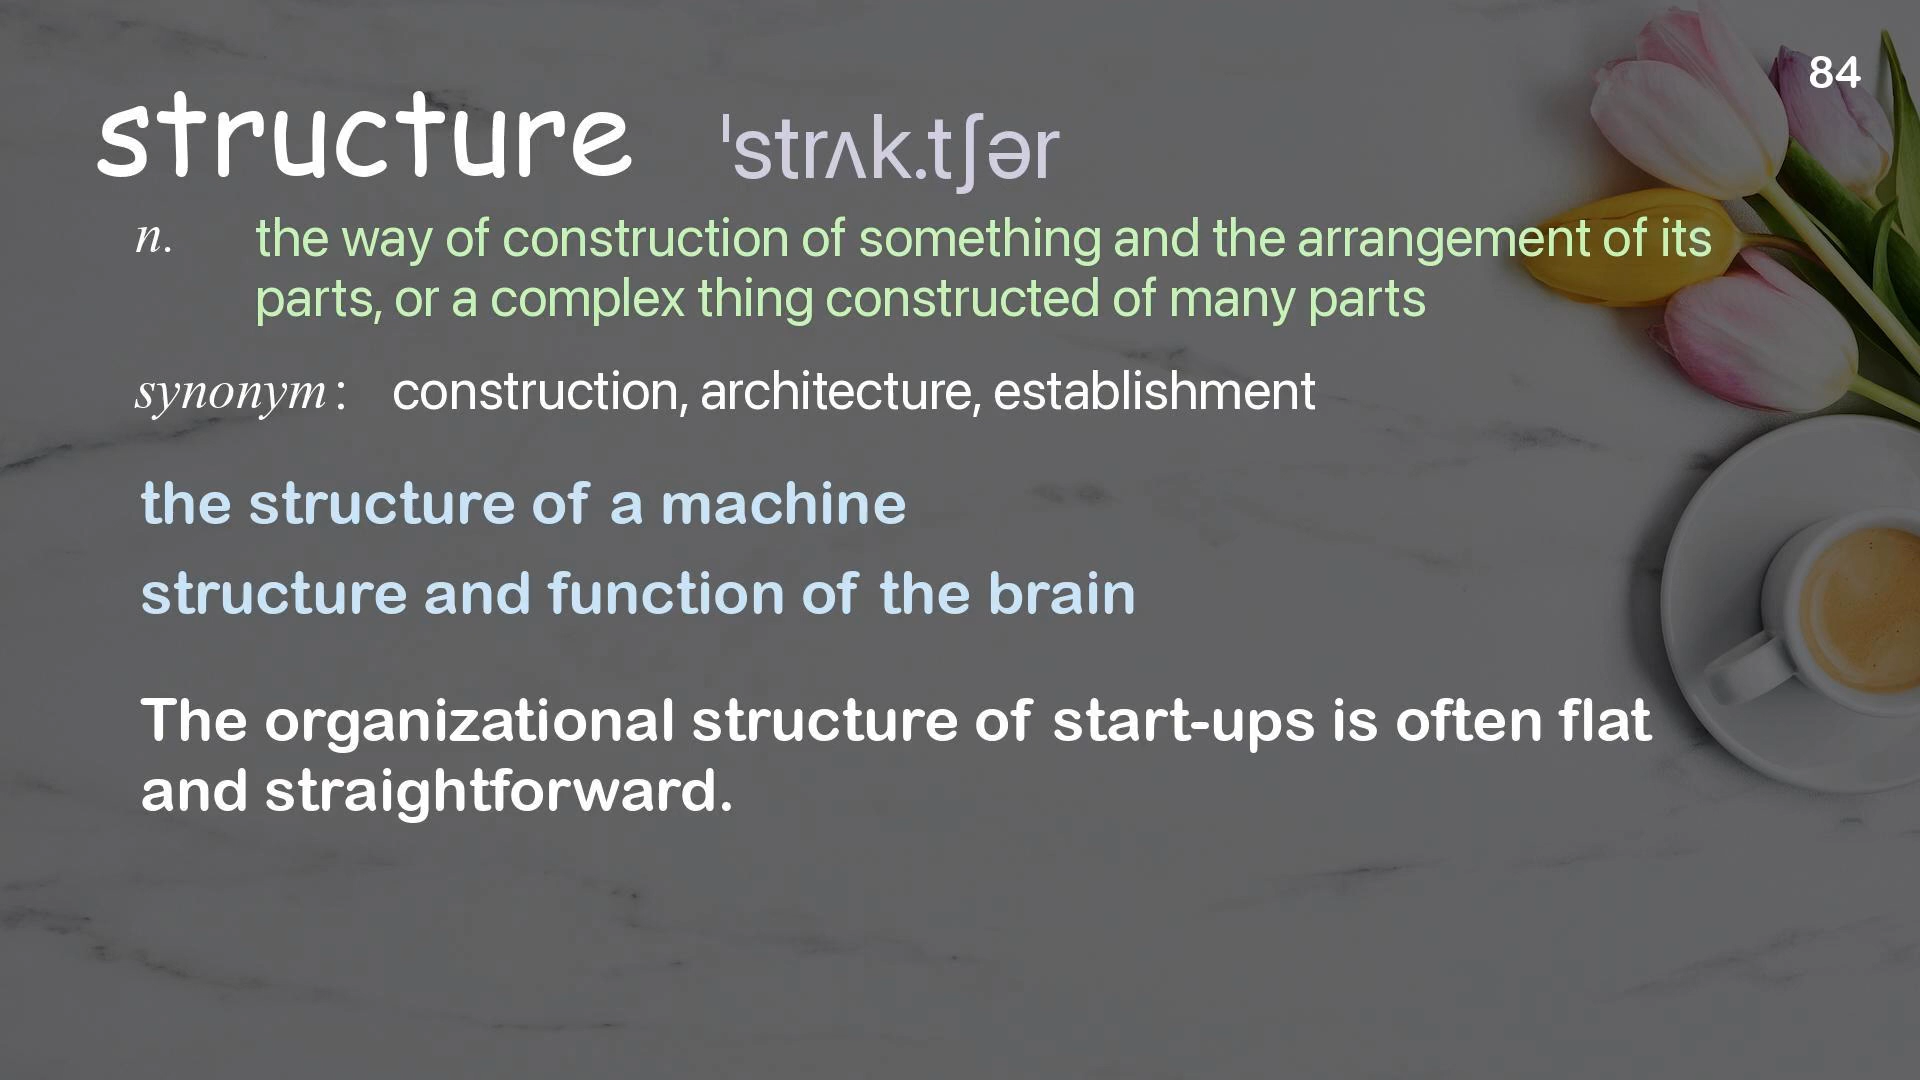 84
structure ˈstrʌk.tʃər
n. the way of construction of something and the arrangement of its
parts, or a complex thing constructed of many parts
synonym: construction, architecture, establishment
the structure of a machine
structure and function of the brain
The organizational structure of start-ups is often flat
and straightforward.